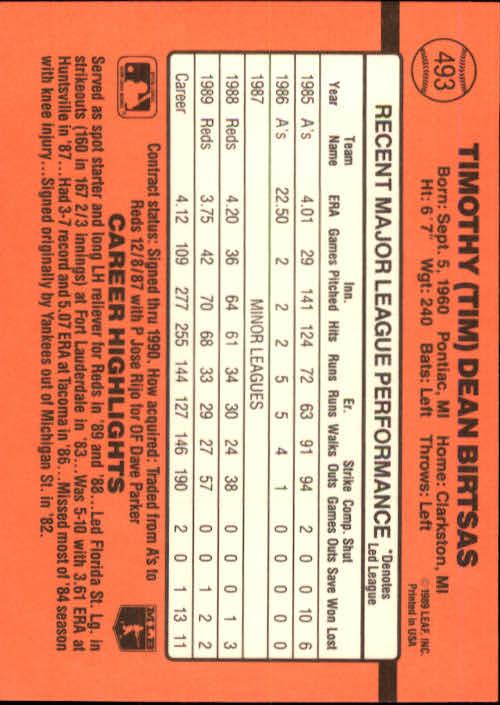 493
TIMOTHY (TIM) DEAN BIRTSAS
Born: Sept. 5, 1960 Pontiac, MI Home: Clarkston, MI
Ht: 6'7" Wgt: 240 Bats: Left Throws: Left
© 1989 LEAF, INC.
Printed in USA
RECENT MAJOR LEAGUE PERFORMANCE
*Denotes
Led League
Team Inn. Er. Strike Comp. Shut
Year Name ERA Games Pitched Hits Runs Runs Walks Outs Games Outs Save Won Lost
1985 A's 4.01 29 141 124 72 63 91 94 2 0 0 10 6
1986 A's 22.50 2 2 2 5 5 4 1 0 0 0 0 0
1987 MINOR LEAGUES
1988 Reds 4.20 36 64 61 34 30 24 38 0 0 0 1 3
1989 Reds 3.75 42 70 68 33 29 27 57 0 0 1 2 2
Career 4.12 109 277 255 144 127 146 190 2 0 1 13 11
Contract status: Signed thru 1990. How acquired: Traded from A's to
Reds 12/8/87 with P Jose Rijo for OF Dave Parker
MLB
CAREER HIGHLIGHTS
Served as spot starter and long LH reliever for Reds in '89 and '88...Led Florida St. Lg. in
strikeouts (160 in 167 2/3 innings) at Fort Lauderdale in '83...Was 5-10 with 3.61 ERA at
Huntsville in '87...Had 3-7 record and 5.07 ERA at Tacoma in '86...Missed most of '84 season
with knee injury...Signed originally by Yankees out of Michigan St. in '82.